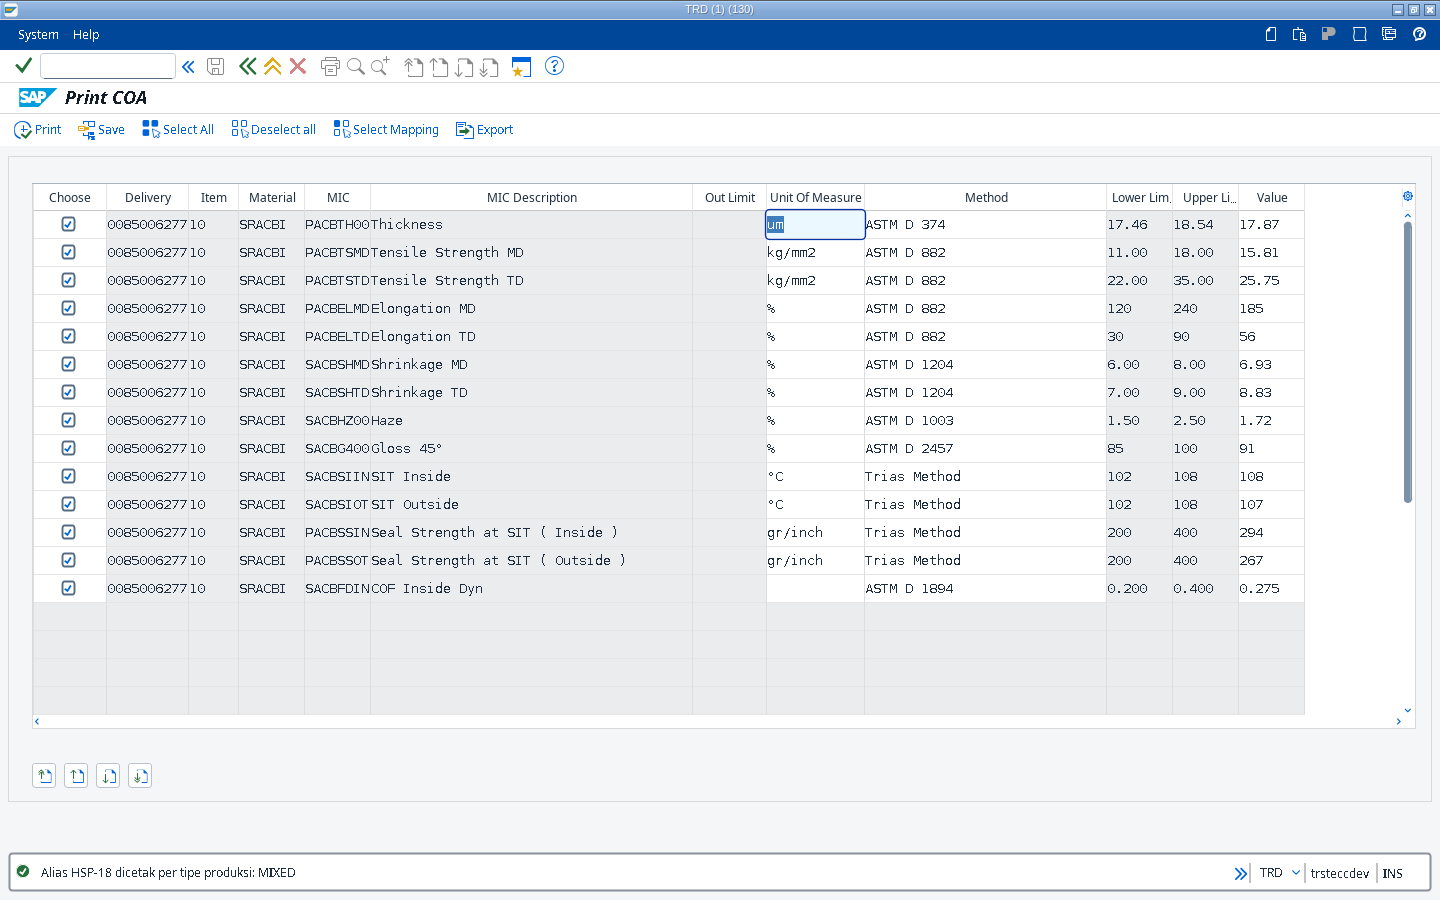 TRD (1) (130)
System Help
SAP Print COA
Print Save Select All Deselect all Select Mapping Export
Choose Delivery Item Material MIC MIC Description Out Limit Unit Of Measure Method Lower Lim. Upper Li... Value
0085006277 10 SRACBI PACBTH00 Thickness um ASTM D 374 17.46 18.54 17.87
0085006277 10 SRACBI PACBTSMD Tensile Strength MD kg/mm2 ASTM D 882 11.00 18.00 15.81
0085006277 10 SRACBI PACBTSTD Tensile Strength TD kg/mm2 ASTM D 882 22.00 35.00 25.75
0085006277 10 SRACBI PACBELMD Elongation MD % ASTM D 882 120 240 185
0085006277 10 SRACBI PACBELTD Elongation TD % ASTM D 882 30 90 56
0085006277 10 SRACBI SACBSHMD Shrinkage MD % ASTM D 1204 6.00 8.00 6.93
0085006277 10 SRACBI SACBSHTD Shrinkage TD % ASTM D 1204 7.00 9.00 8.83
0085006277 10 SRACBI SACBHZ00 Haze % ASTM D 1003 1.50 2.50 1.72
0085006277 10 SRACBI SACBG400 Gloss 45° % ASTM D 2457 85 100 91
0085006277 10 SRACBI SACBSIIN SIT Inside °C Trias Method 102 108 108
0085006277 10 SRACBI SACBSIOT SIT Outside °C Trias Method 102 108 107
0085006277 10 SRACBI PACBSSIN Seal Strength at SIT ( Inside ) gr/inch Trias Method 200 400 294
0085006277 10 SRACBI PACBSSOT Seal Strength at SIT ( Outside ) gr/inch Trias Method 200 400 267
0085006277 10 SRACBI SACBFDIN COF Inside Dyn ASTM D 1894 0.200 0.400 0.275
Alias HSP-18 dicetak per tipe produksi: MIXED TRD trsteccdev INS